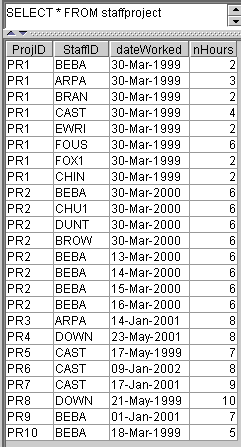 SELECT * FROM staffproject
ProjID StaffID dateWorked nHours
PR1 BEBA 30-Mar-1999 2
PR1 ARPA 30-Mar-1999 3
PR1 BRAN 30-Mar-1999 2
PR1 CAST 30-Mar-1999 4
PR1 EWRI 30-Mar-1999 2
PR1 FOUS 30-Mar-1999 6
PR1 FOX1 30-Mar-1999 2
PR1 CHIN 30-Mar-1999 2
PR2 BEBA 30-Mar-2000 6
PR2 CHU1 30-Mar-2000 6
PR2 DUNT 30-Mar-2000 6
PR2 BROW 30-Mar-2000 6
PR2 BEBA 13-Mar-2000 6
PR2 BEBA 14-Mar-2000 6
PR2 BEBA 15-Mar-2000 6
PR2 BEBA 16-Mar-2000 6
PR3 ARPA 14-Jan-2001 8
PR4 DOWN 23-May-2001 8
PR5 CAST 17-May-1999 7
PR6 CAST 09-Jan-2002 8
PR7 CAST 17-Jan-2001 9
PR8 DOWN 21-May-1999 10
PR9 BEBA 01-Jan-2001 7
PR10 BEBA 18-Mar-1999 5